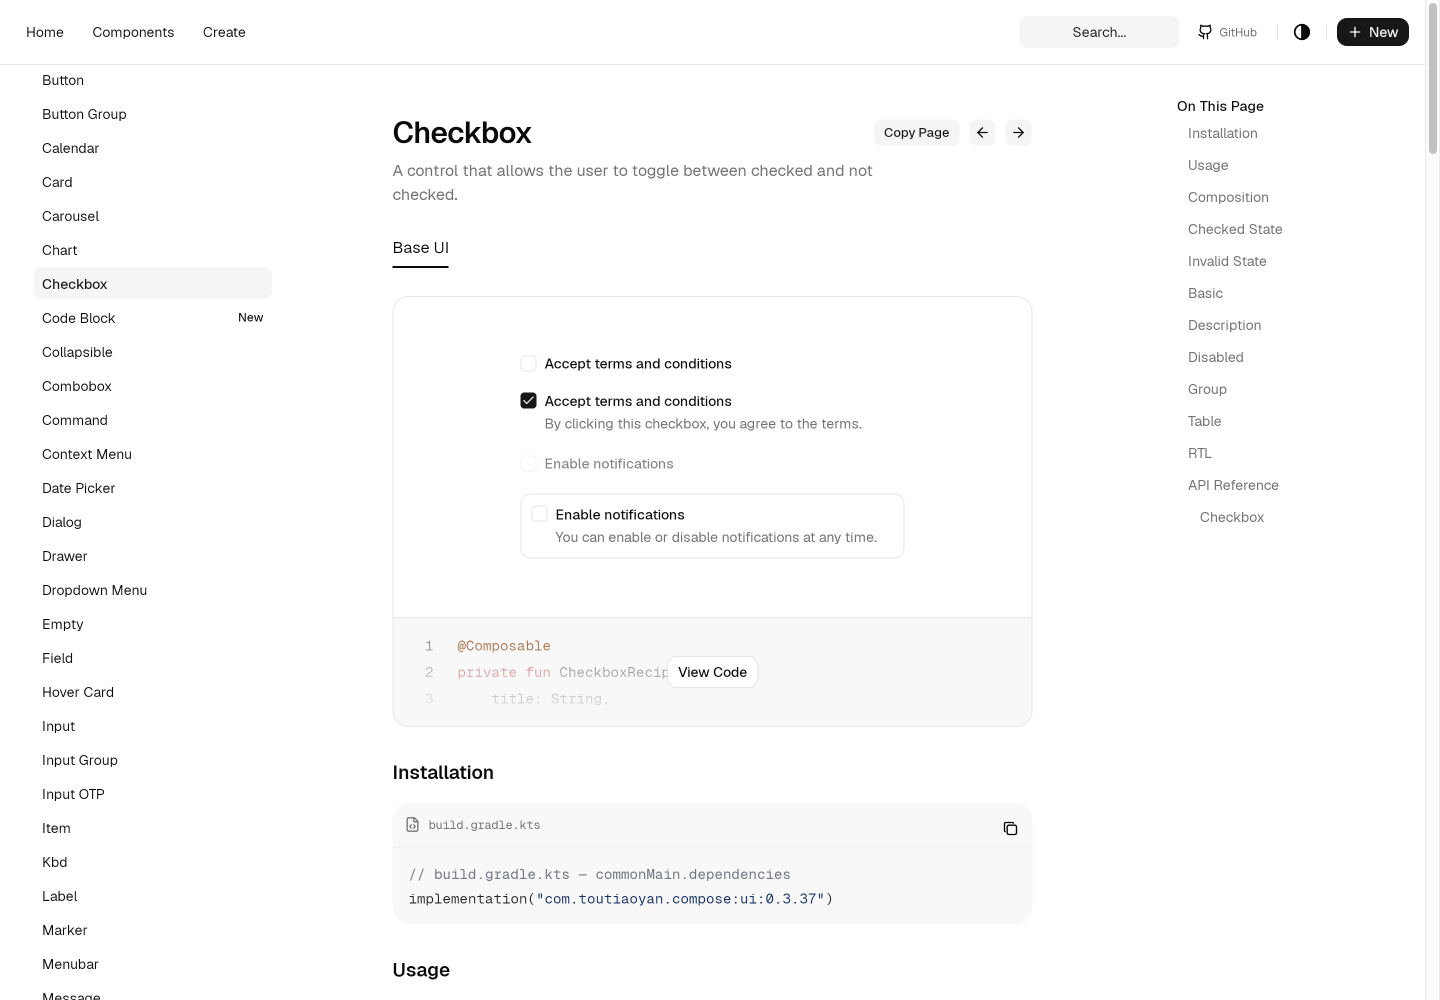 Home
Components
Create
Search...
GitHub
New
Button
Button Group
Calendar
Card
Carousel
Chart
Checkbox
Code Block New
Collapsible
Combobox
Command
Context Menu
Date Picker
Dialog
Drawer
Dropdown Menu
Empty
Field
Hover Card
Input
Input Group
Input OTP
Item
Kbd
Label
Marker
Menubar
Message
Checkbox
Copy Page
A control that allows the user to toggle between checked and not
checked.
Base UI
Accept terms and conditions
Accept terms and conditions
By clicking this checkbox, you agree to the terms.
Enable notifications
Enable notifications
You can enable or disable notifications at any time.
1 @Composable
2 private fun CheckboxRecip
View Code
3 title: String,
Installation
build.gradle.kts
// build.gradle.kts — commonMain.dependencies
implementation("com.toutiaoyan.compose:ui:0.3.37")
Usage
On This Page
Installation
Usage
Composition
Checked State
Invalid State
Basic
Description
Disabled
Group
Table
RTL
API Reference
Checkbox